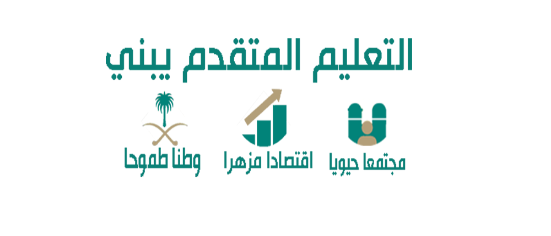 التعليم المتقدم يبني
مجتمعا حيويا
اقتصادا مزهرا
وطنا طموحا